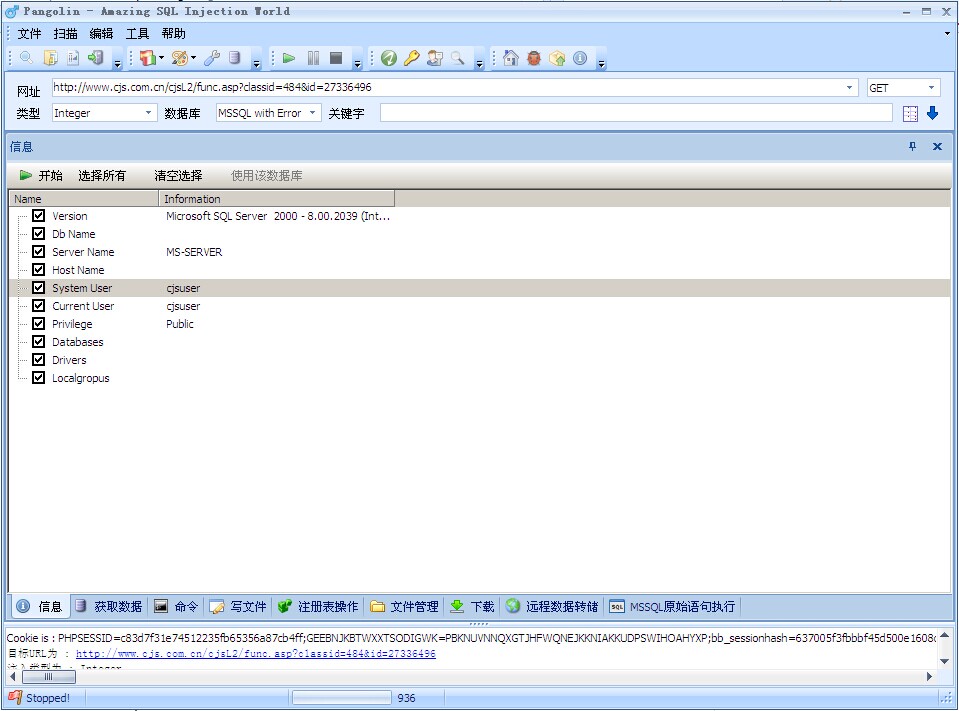 Pangolin - Amazing SQL Injection World
文件 扫描 编辑 工具 帮助
网址 http://www.cjs.com.cn/cjsL2/func.asp?classid=484&id=27336496 GET
类型 Integer 数据库 MSSQL with Error 关键字
信息
开始 选择所有 清空选择 使用该数据库
Name Information
Version Microsoft SQL Server 2000 - 8.00.2039 (Int...
Db Name
Server Name MS-SERVER
Host Name
System User cjsuser
Current User cjsuser
Privilege Public
Databases
Drivers
Localgropus
信息 获取数据 命令 写文件 注册表操作 文件管理 下载 远程数据转储 MSSQL原始语句执行
Cookie is : PHPSESSID=c83d7f31e74512235fb65356a87cb4ff;GEEBNJKBTWXXTSODIGWK=PBKNUVNNQXGTJHFWQNEJKKNIAKKUDPSWIHOAHYXP;bb_sessionhash=637005f3fbbbf45d500e1608
目标URL为 : http://www.cjs.com.cn/cjsL2/func.asp?classid=484&id=27336496
注入类型为 : Integer
Stopped! 936